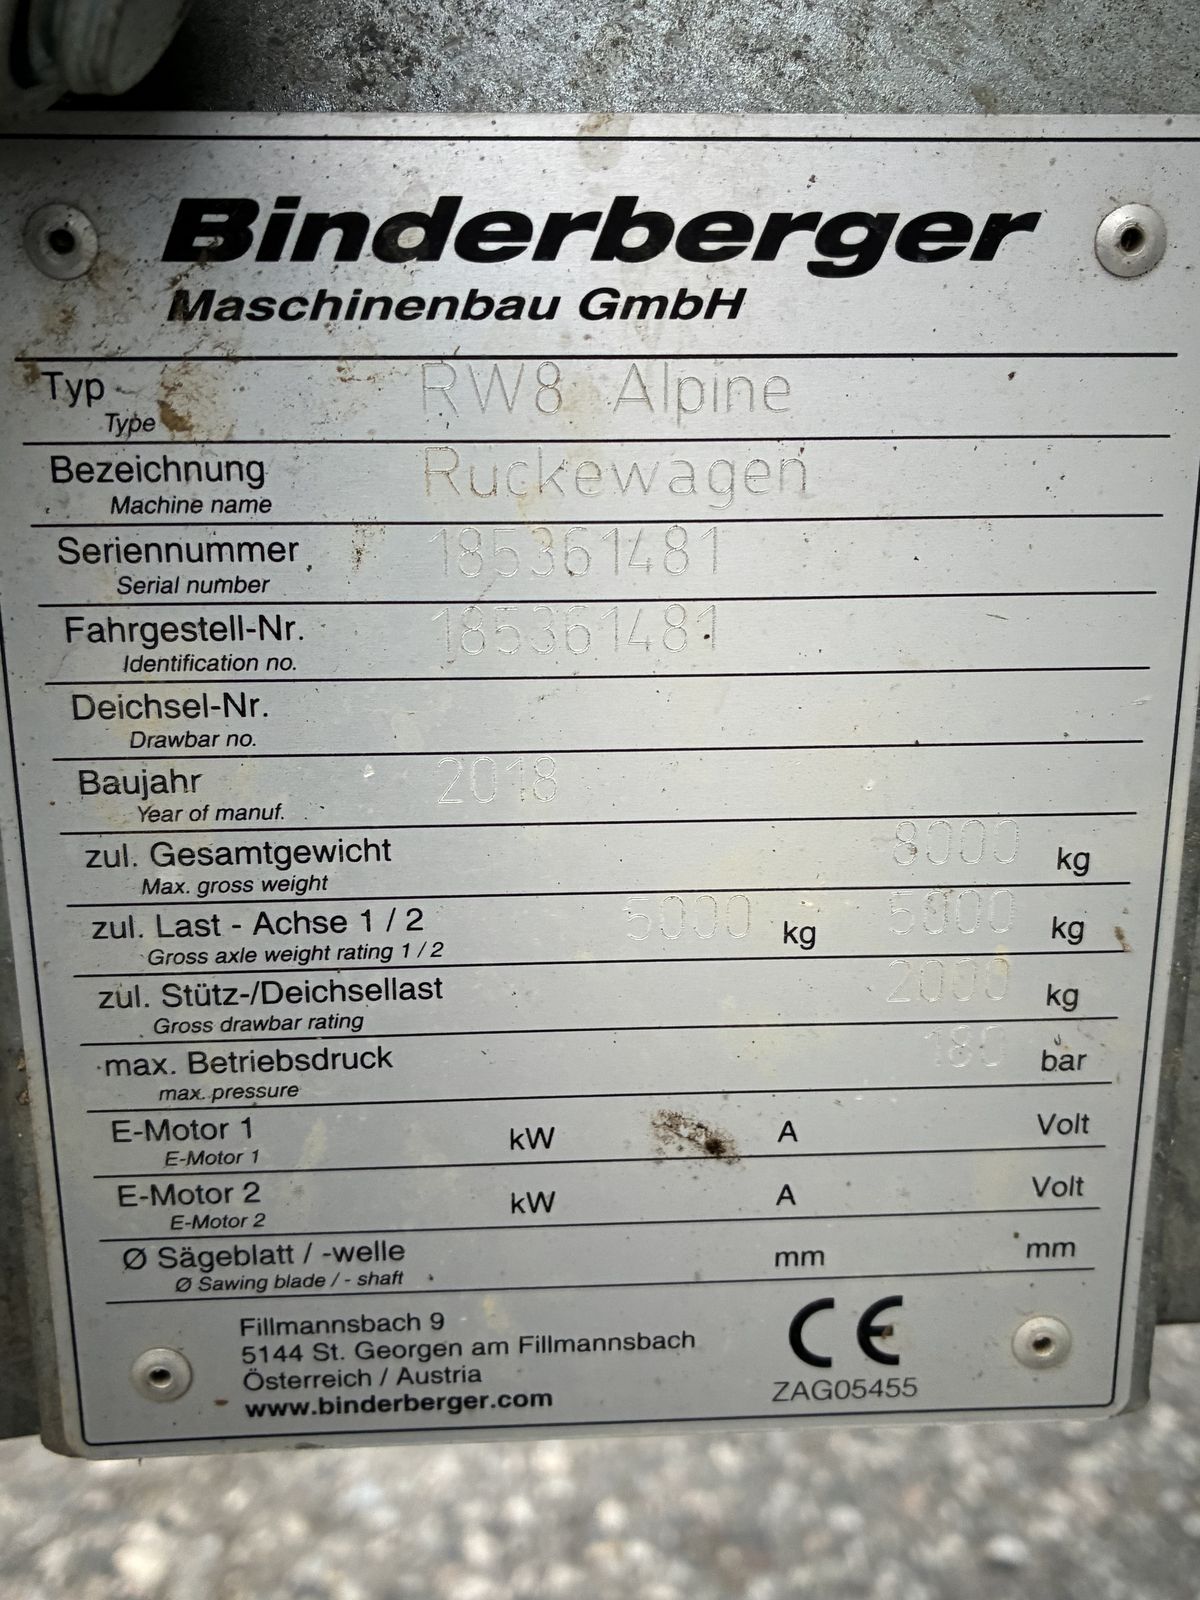 Binderberger
Maschinenbau GmbH
Typ RW8 Alpine
Type
Bezeichnung Ruckewagen
Machine name
Seriennummer 185361481
Serial number
Fahrgestell-Nr. 185361481
Identification no.
Deichsel-Nr.
Drawbar no.
Baujahr 2018
Year of manuf.
zul. Gesamtgewicht 8000 kg
Max. gross weight
zul. Last - Achse 1 / 2 5000 kg 5000 kg
Gross axle weight rating 1 / 2
zul. Stütz-/Deichsellast 2000 kg
Gross drawbar rating
max. Betriebsdruck 180 bar
max. pressure
E-Motor 1 kW A Volt
E-Motor 1
E-Motor 2 kW A Volt
E-Motor 2
Ø Sägeblatt / -welle mm mm
Ø Sawing blade / - shaft
Fillmannsbach 9
5144 St. Georgen am Fillmannsbach
Österreich / Austria
www.binderberger.com
CE
ZAG05455